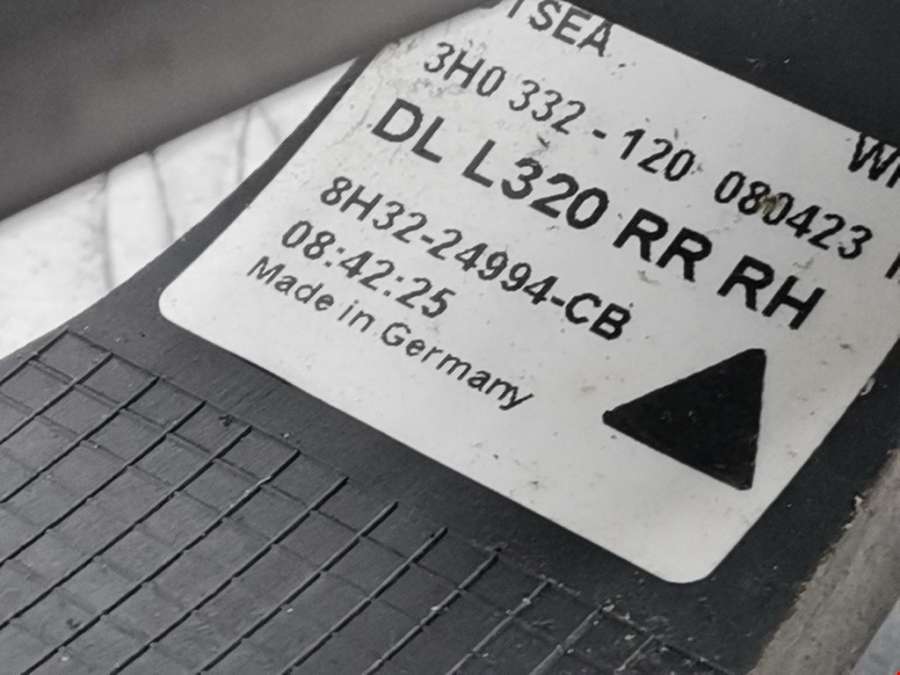 3H0 332 - 120 080423
DL L320 RR RH
8H32-24994-CB
08:42:25
Made in Germany